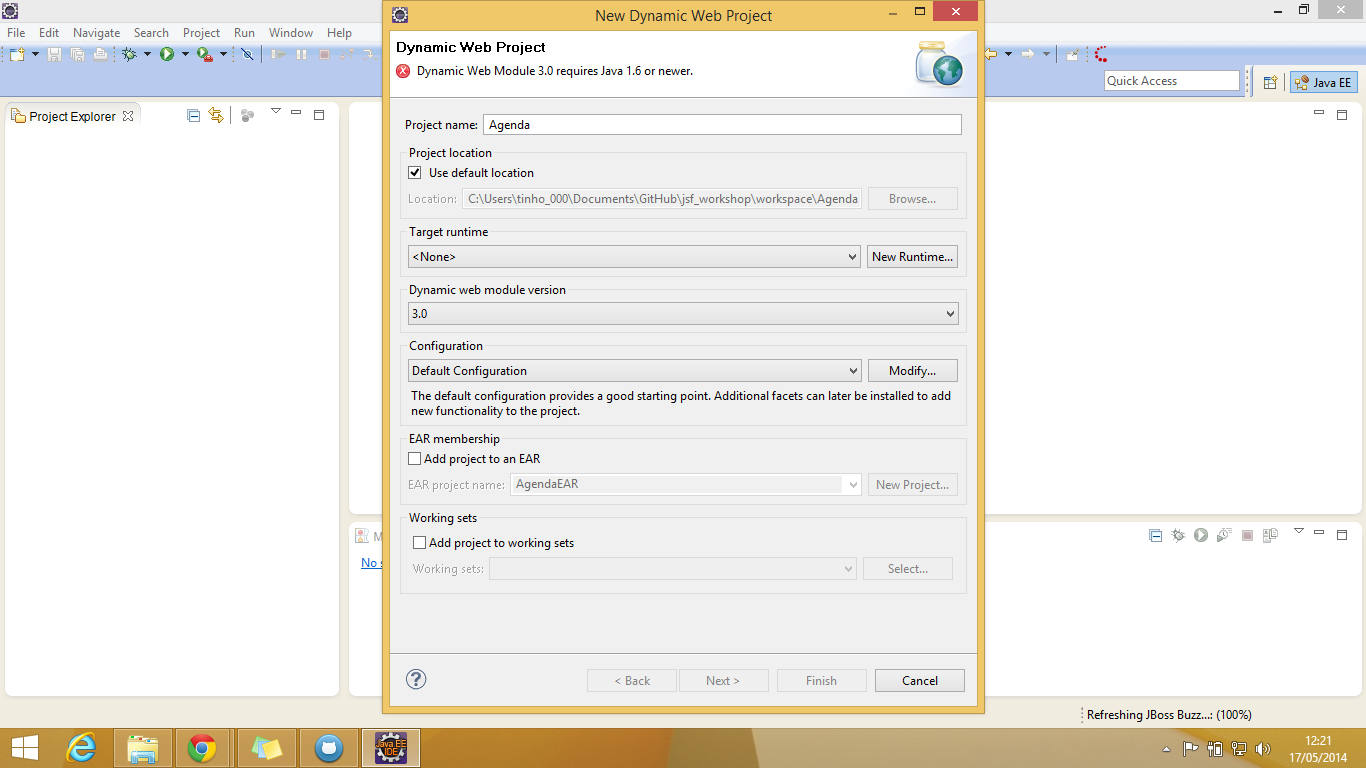 New Dynamic Web Project
File Edit Navigate Search Project Run Window Help
Dynamic Web Project
Dynamic Web Module 3.0 requires Java 1.6 or newer.
Quick Access
Java EE
Project Explorer
Project name: Agenda
Project location
Use default location
Location: C:\Users\tinho_000\Documents\GitHub\jsf_workshop\workspace\Agenda Browse...
Target runtime
<None> New Runtime...
Dynamic web module version
3.0
Configuration
Default Configuration Modify...
The default configuration provides a good starting point. Additional facets can later be installed to add
new functionality to the project.
EAR membership
Add project to an EAR
EAR project name: AgendaEAR New Project...
Working sets
Add project to working sets
Working sets: Select...
M
No s
? < Back Next > Finish Cancel
Refreshing JBoss Buzz...: (100%)
Java EE
IDE
12:21
17/05/2014